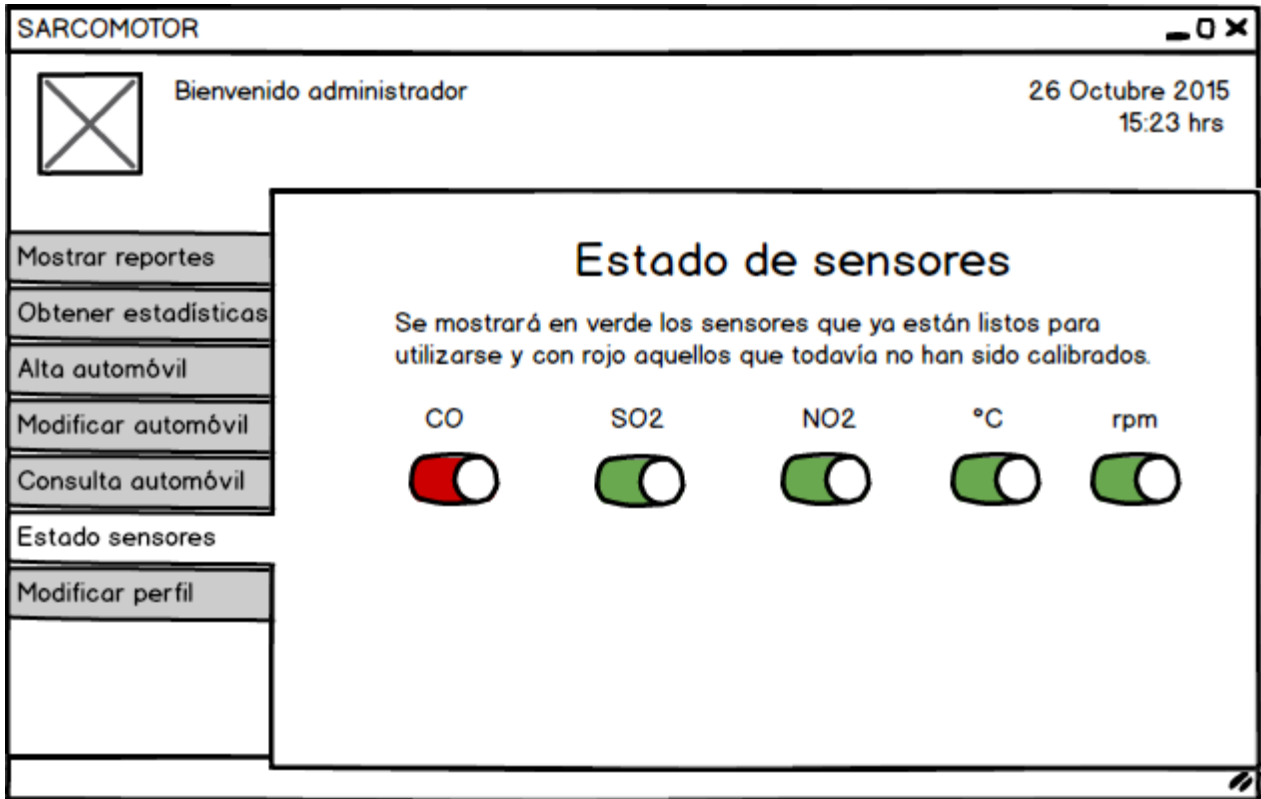 SARCOMOTOR
Bienvenido administrador
26 Octubre 2015
15:23 hrs
Mostrar reportes
Obtener estadísticas
Alta automóvil
Modificar automóvil
Consulta automóvil
Estado sensores
Modificar perfil
Estado de sensores
Se mostrará en verde los sensores que ya están listos para
utilizarse y con rojo aquellos que todavía no han sido calibrados.
CO SO2 NO2 °C rpm